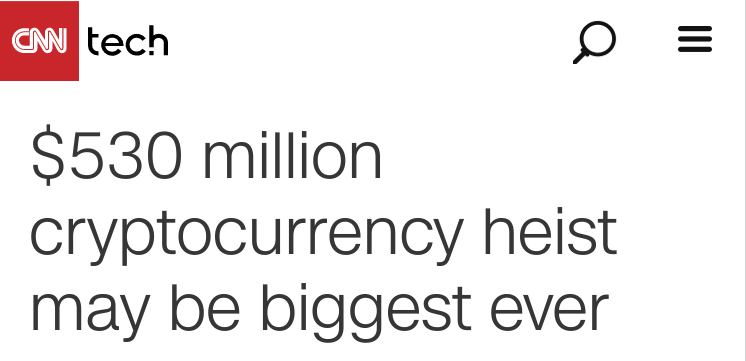 CNN tech
$530 million
cryptocurrency heist
may be biggest ever